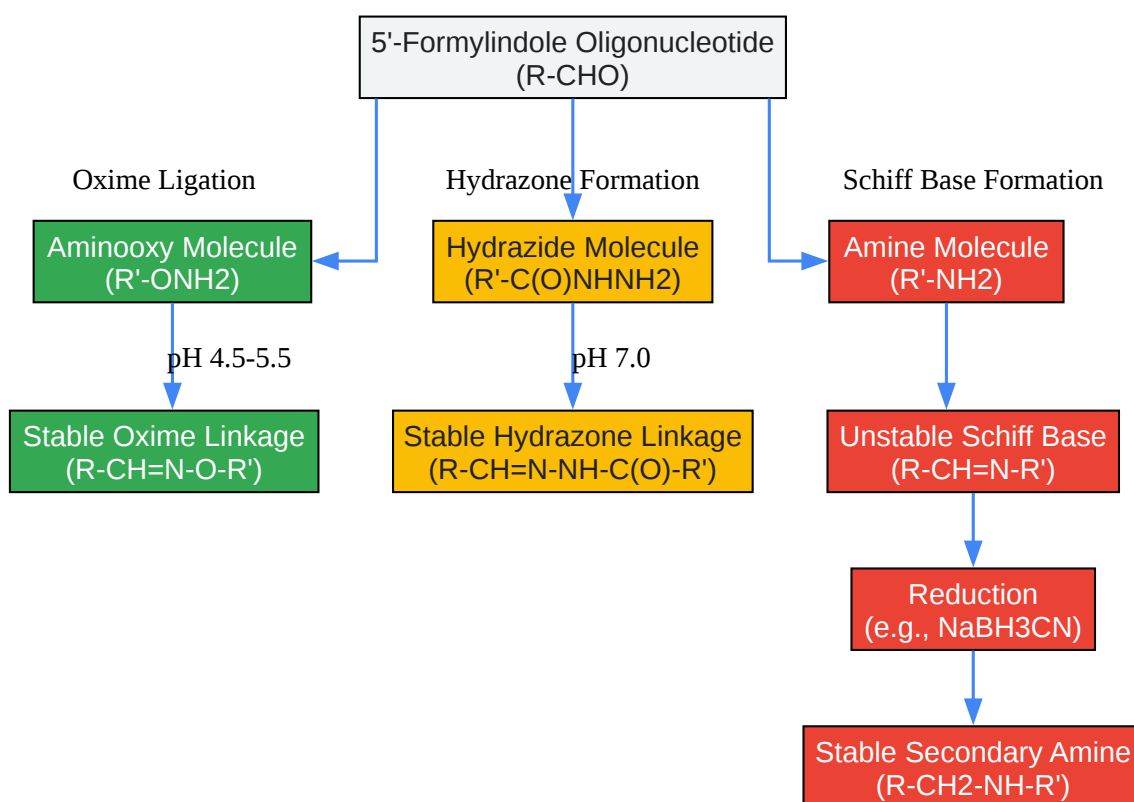 5'-Formylindole Oligonucleotide
(R-CHO)
Oxime Ligation
Hydrazone Formation
Schiff Base Formation
Aminooxy Molecule
(R'-ONH2)
Hydrazide Molecule
(R'-C(O)NHNH2)
Amine Molecule
(R'-NH2)
pH 4.5-5.5
pH 7.0
Stable Oxime Linkage
(R-CH=N-O-R')
Stable Hydrazone Linkage
(R-CH=N-NH-C(O)-R')
Unstable Schiff Base
(R-CH=N-R')
Reduction
(e.g., NaBH3CN)
Stable Secondary Amine
(R-CH2-NH-R')